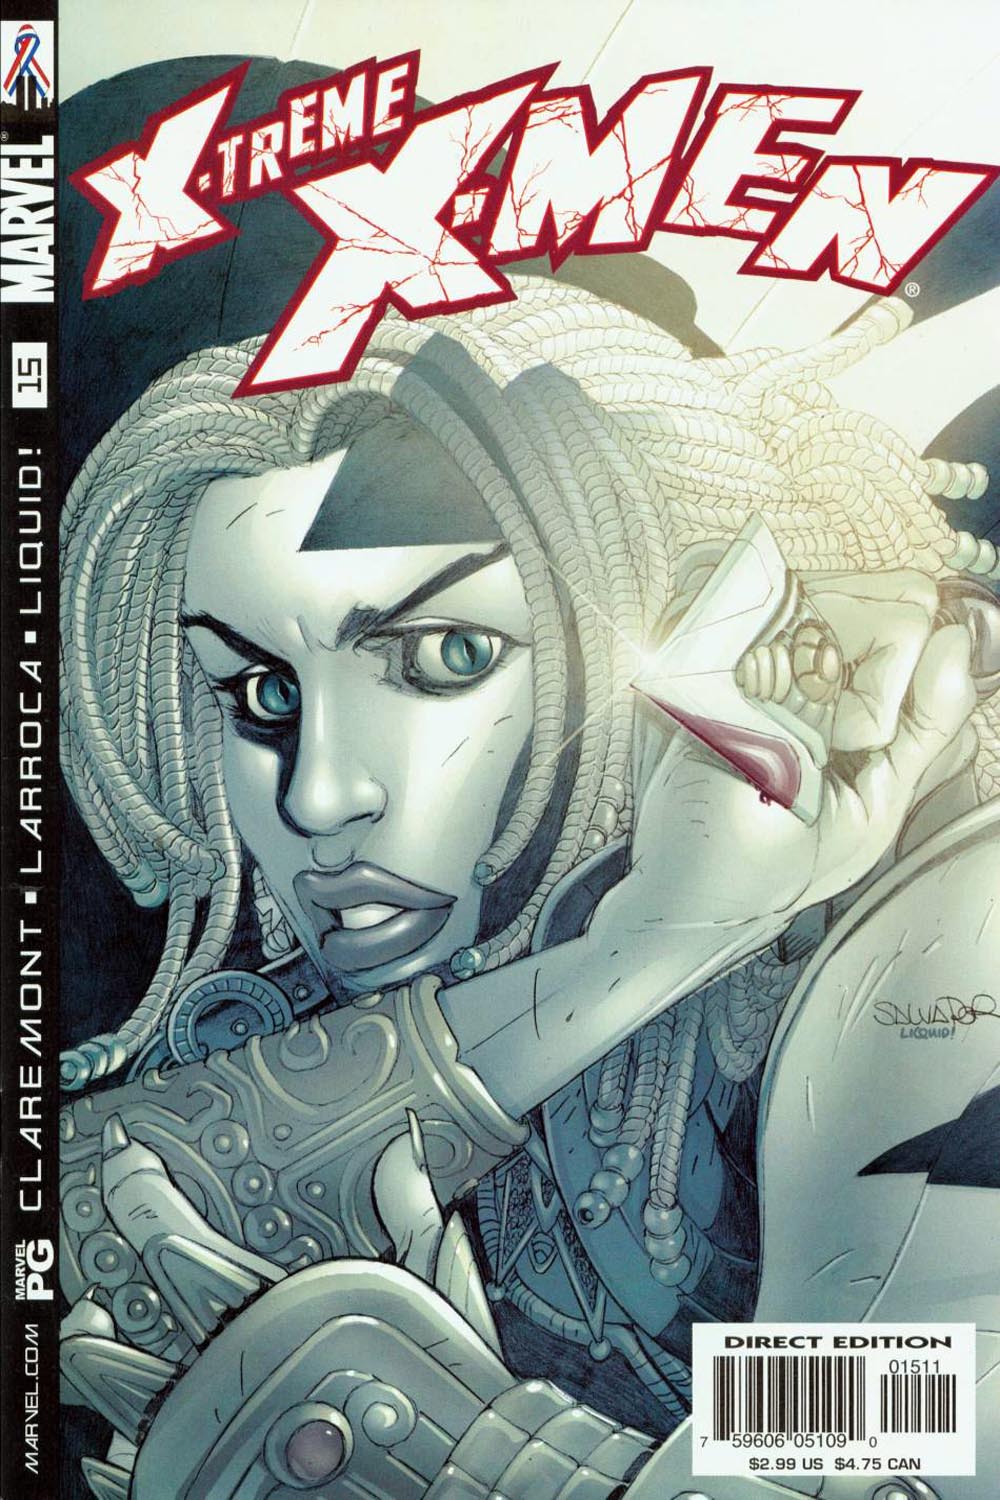 X-TREME
X-MEN
®
MARVEL®
15
CLAREMONT ▪ LARROCA ▪ LIQUID!
MARVEL
PG
MARVEL.COM
SALVADOR
LIQUID!
DIRECT EDITION
01511
7 59606 05109 0
$2.99 US $4.75 CAN